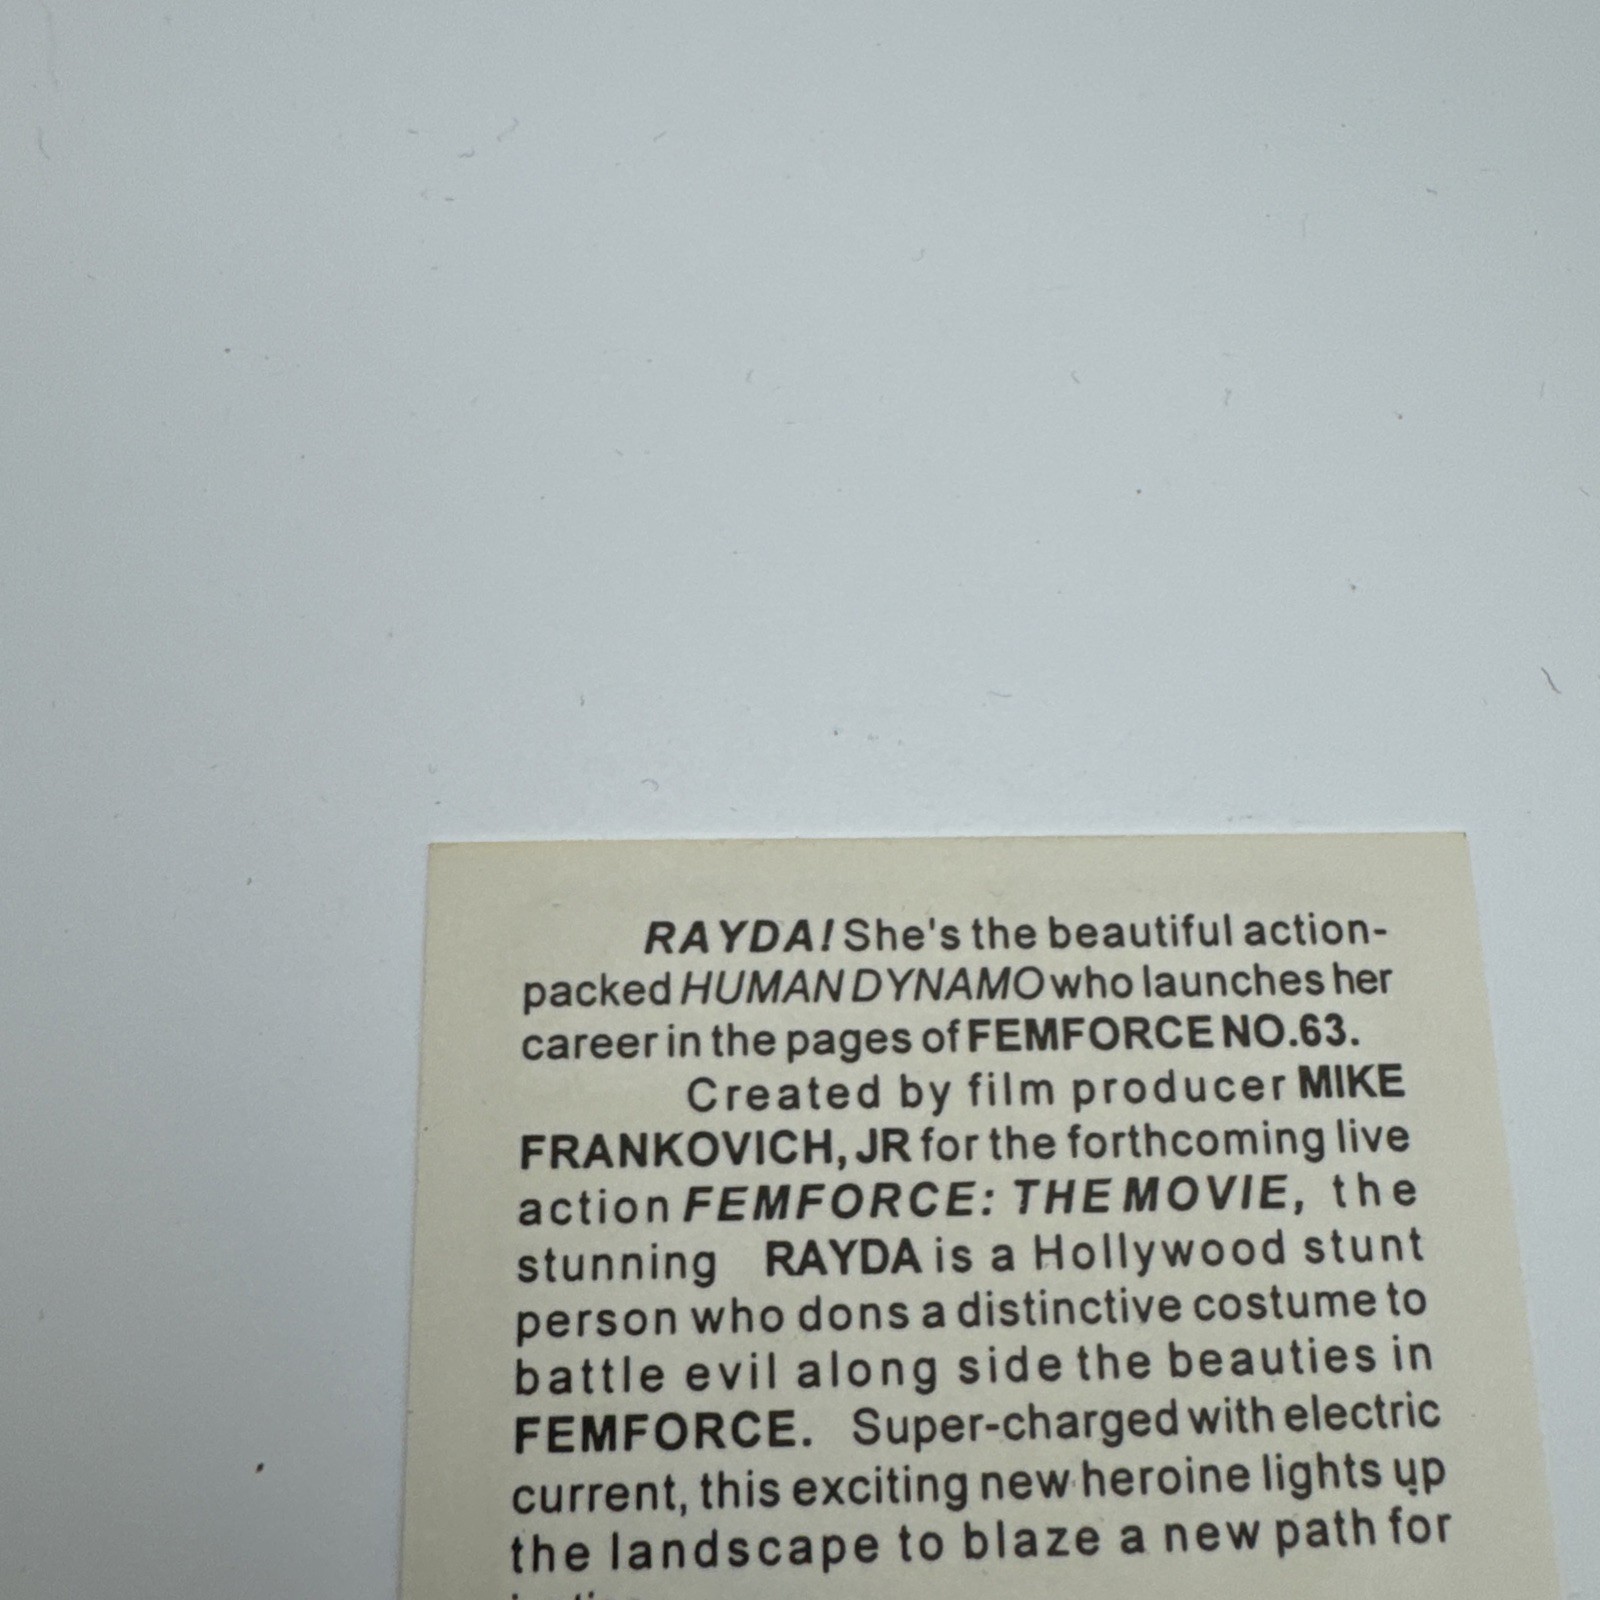 RAYDA! She's the beautiful action-
packed HUMAN DYNAMO who launches her
career in the pages of FEMFORCE NO.63.
Created by film producer MIKE
FRANKOVICH, JR for the forthcoming live
action FEMFORCE: THE MOVIE, the
stunning RAYDA is a Hollywood stunt
person who dons a distinctive costume to
battle evil along side the beauties in
FEMFORCE. Super-charged with electric
current, this exciting new heroine lights up
the landscape to blaze a new path for